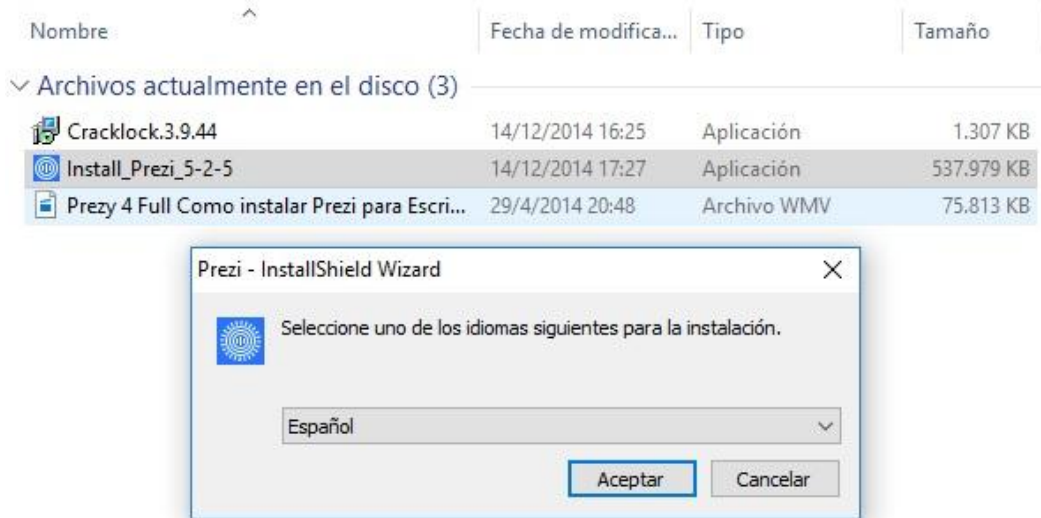 Nombre Fecha de modifica... Tipo Tamaño
Archivos actualmente en el disco (3)
Cracklock.3.9.44 14/12/2014 16:25 Aplicación 1.307 KB
Install_Prezi_5-2-5 14/12/2014 17:27 Aplicación 537.979 KB
Prezy 4 Full Como instalar Prezi para Escri... 29/4/2014 20:48 Archivo WMV 75.813 KB
Prezi - InstallShield Wizard
Seleccione uno de los idiomas siguientes para la instalación.
Español
Aceptar Cancelar